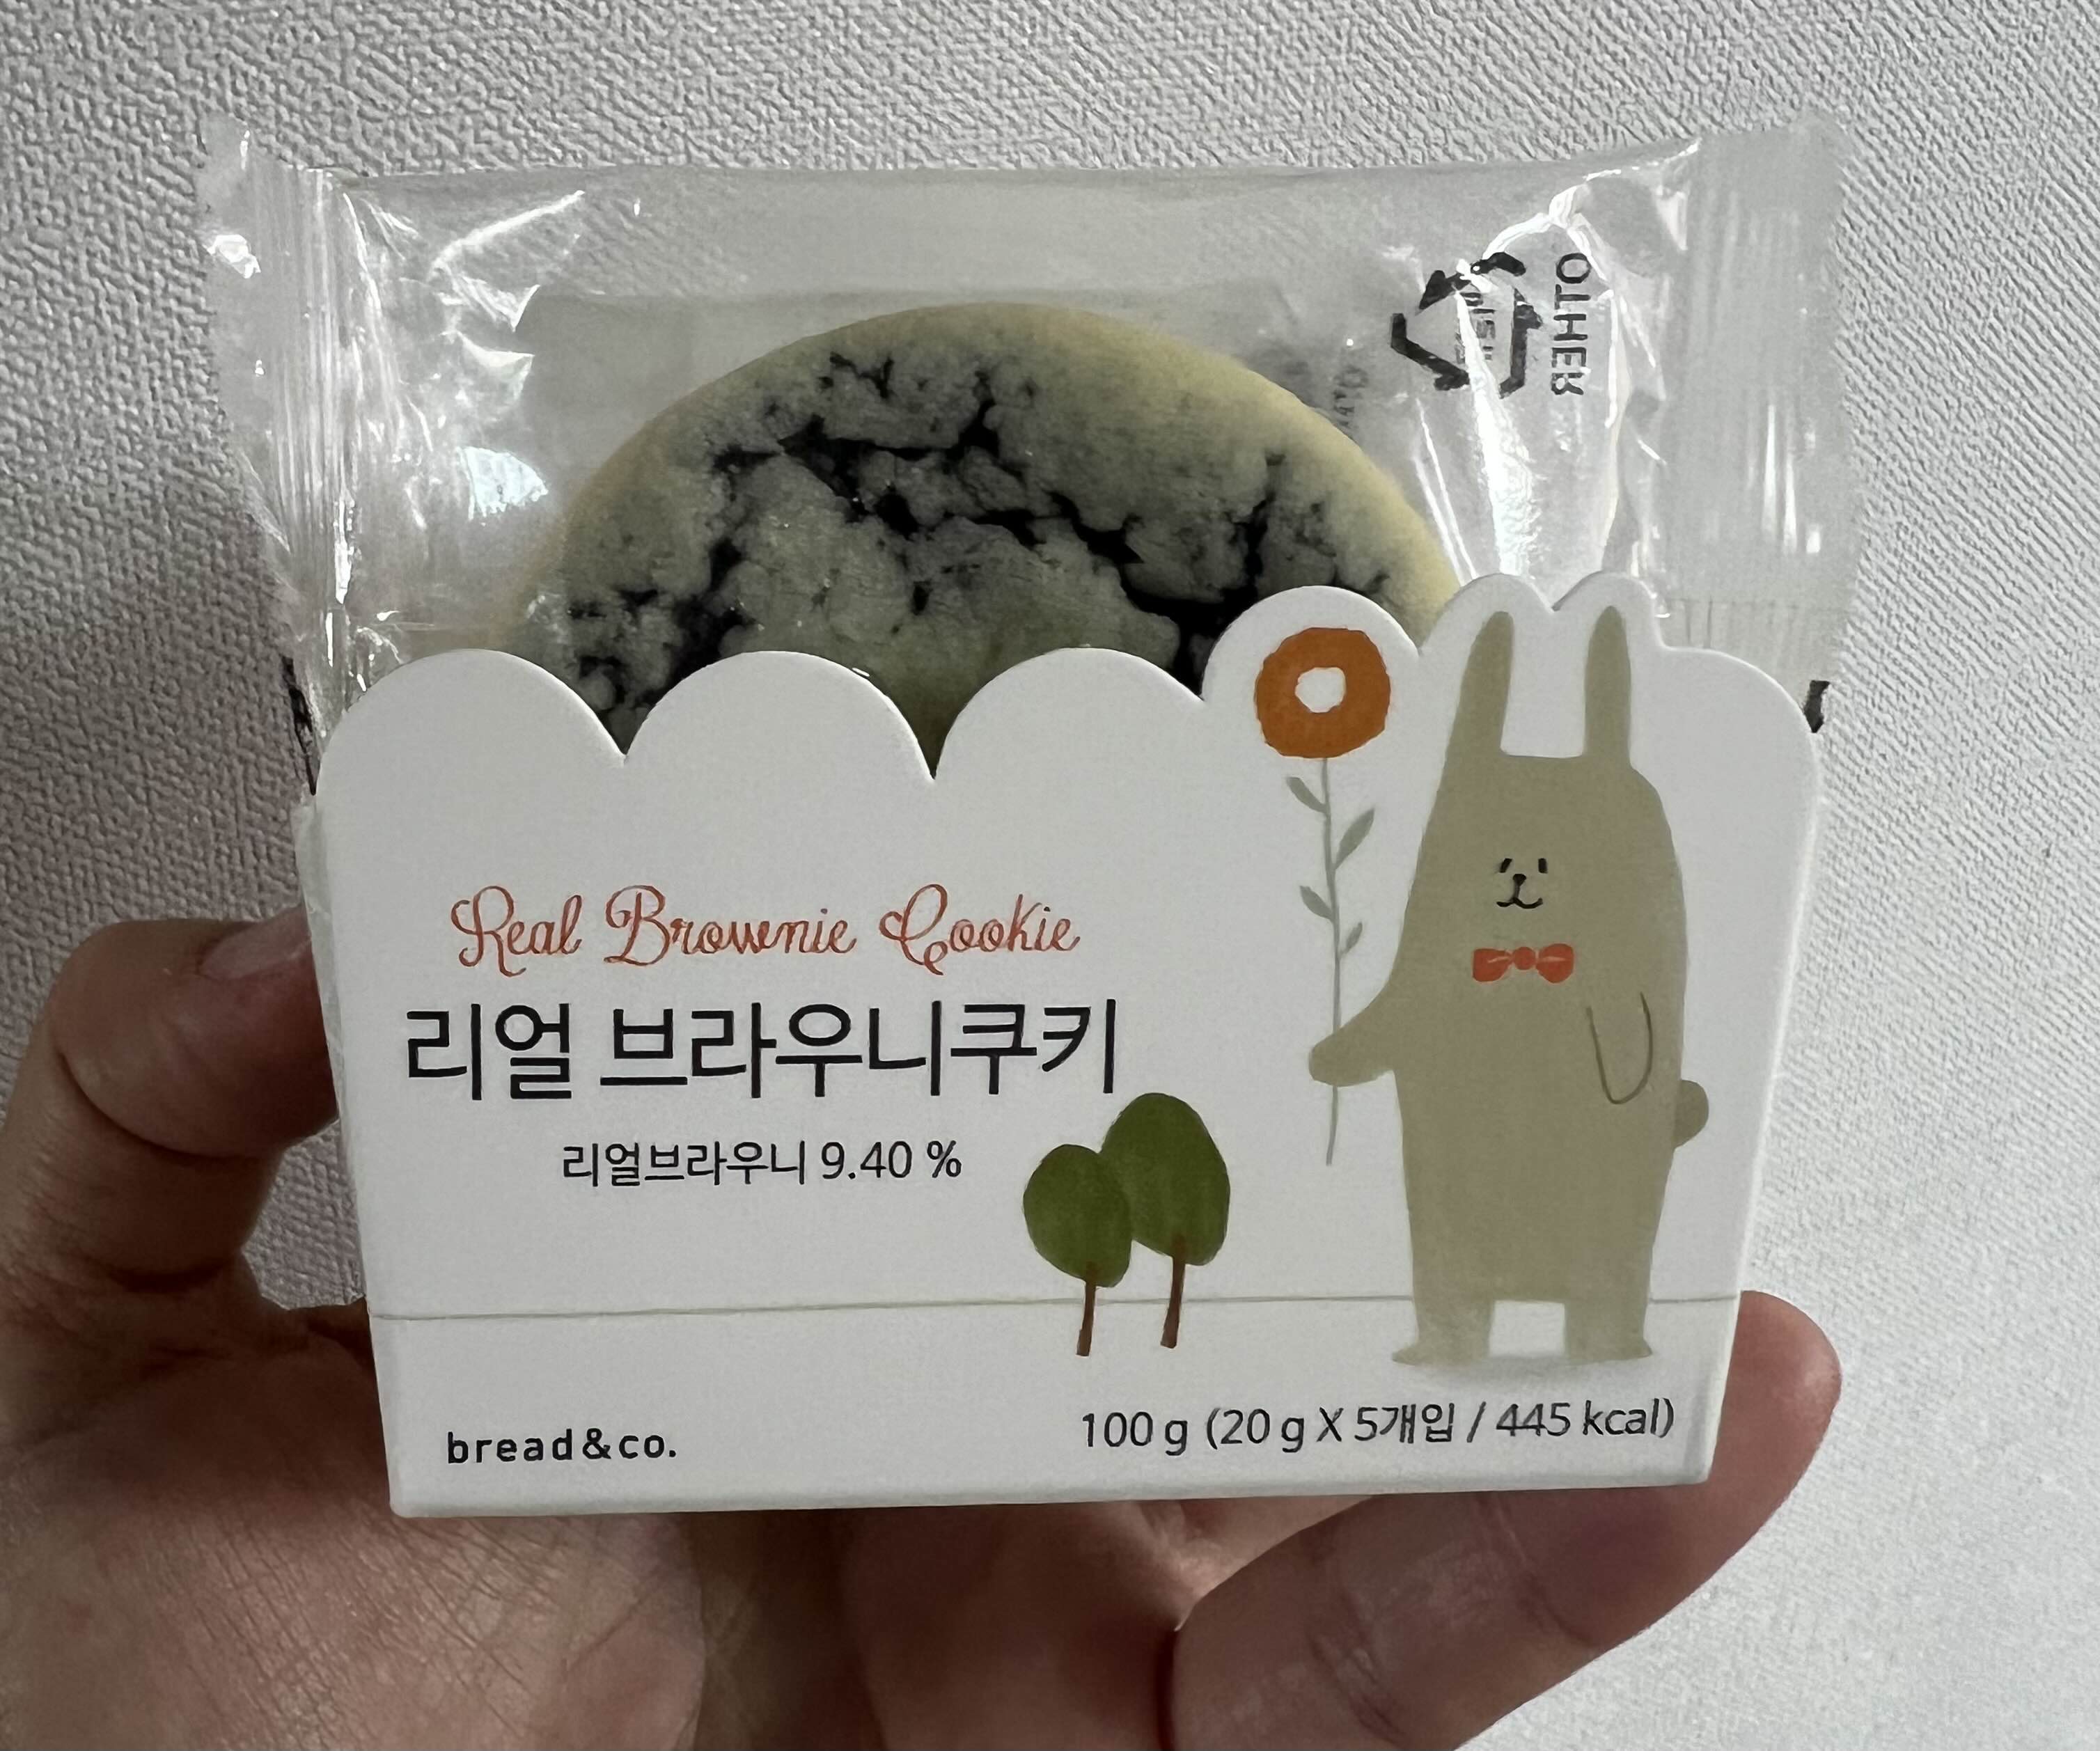 OTHER
Real Brownie Cookie
리얼 브라우니쿠키
리얼브라우니 9.40 %
bread&co.
100 g (20 g X 5개입 / 445 kcal)